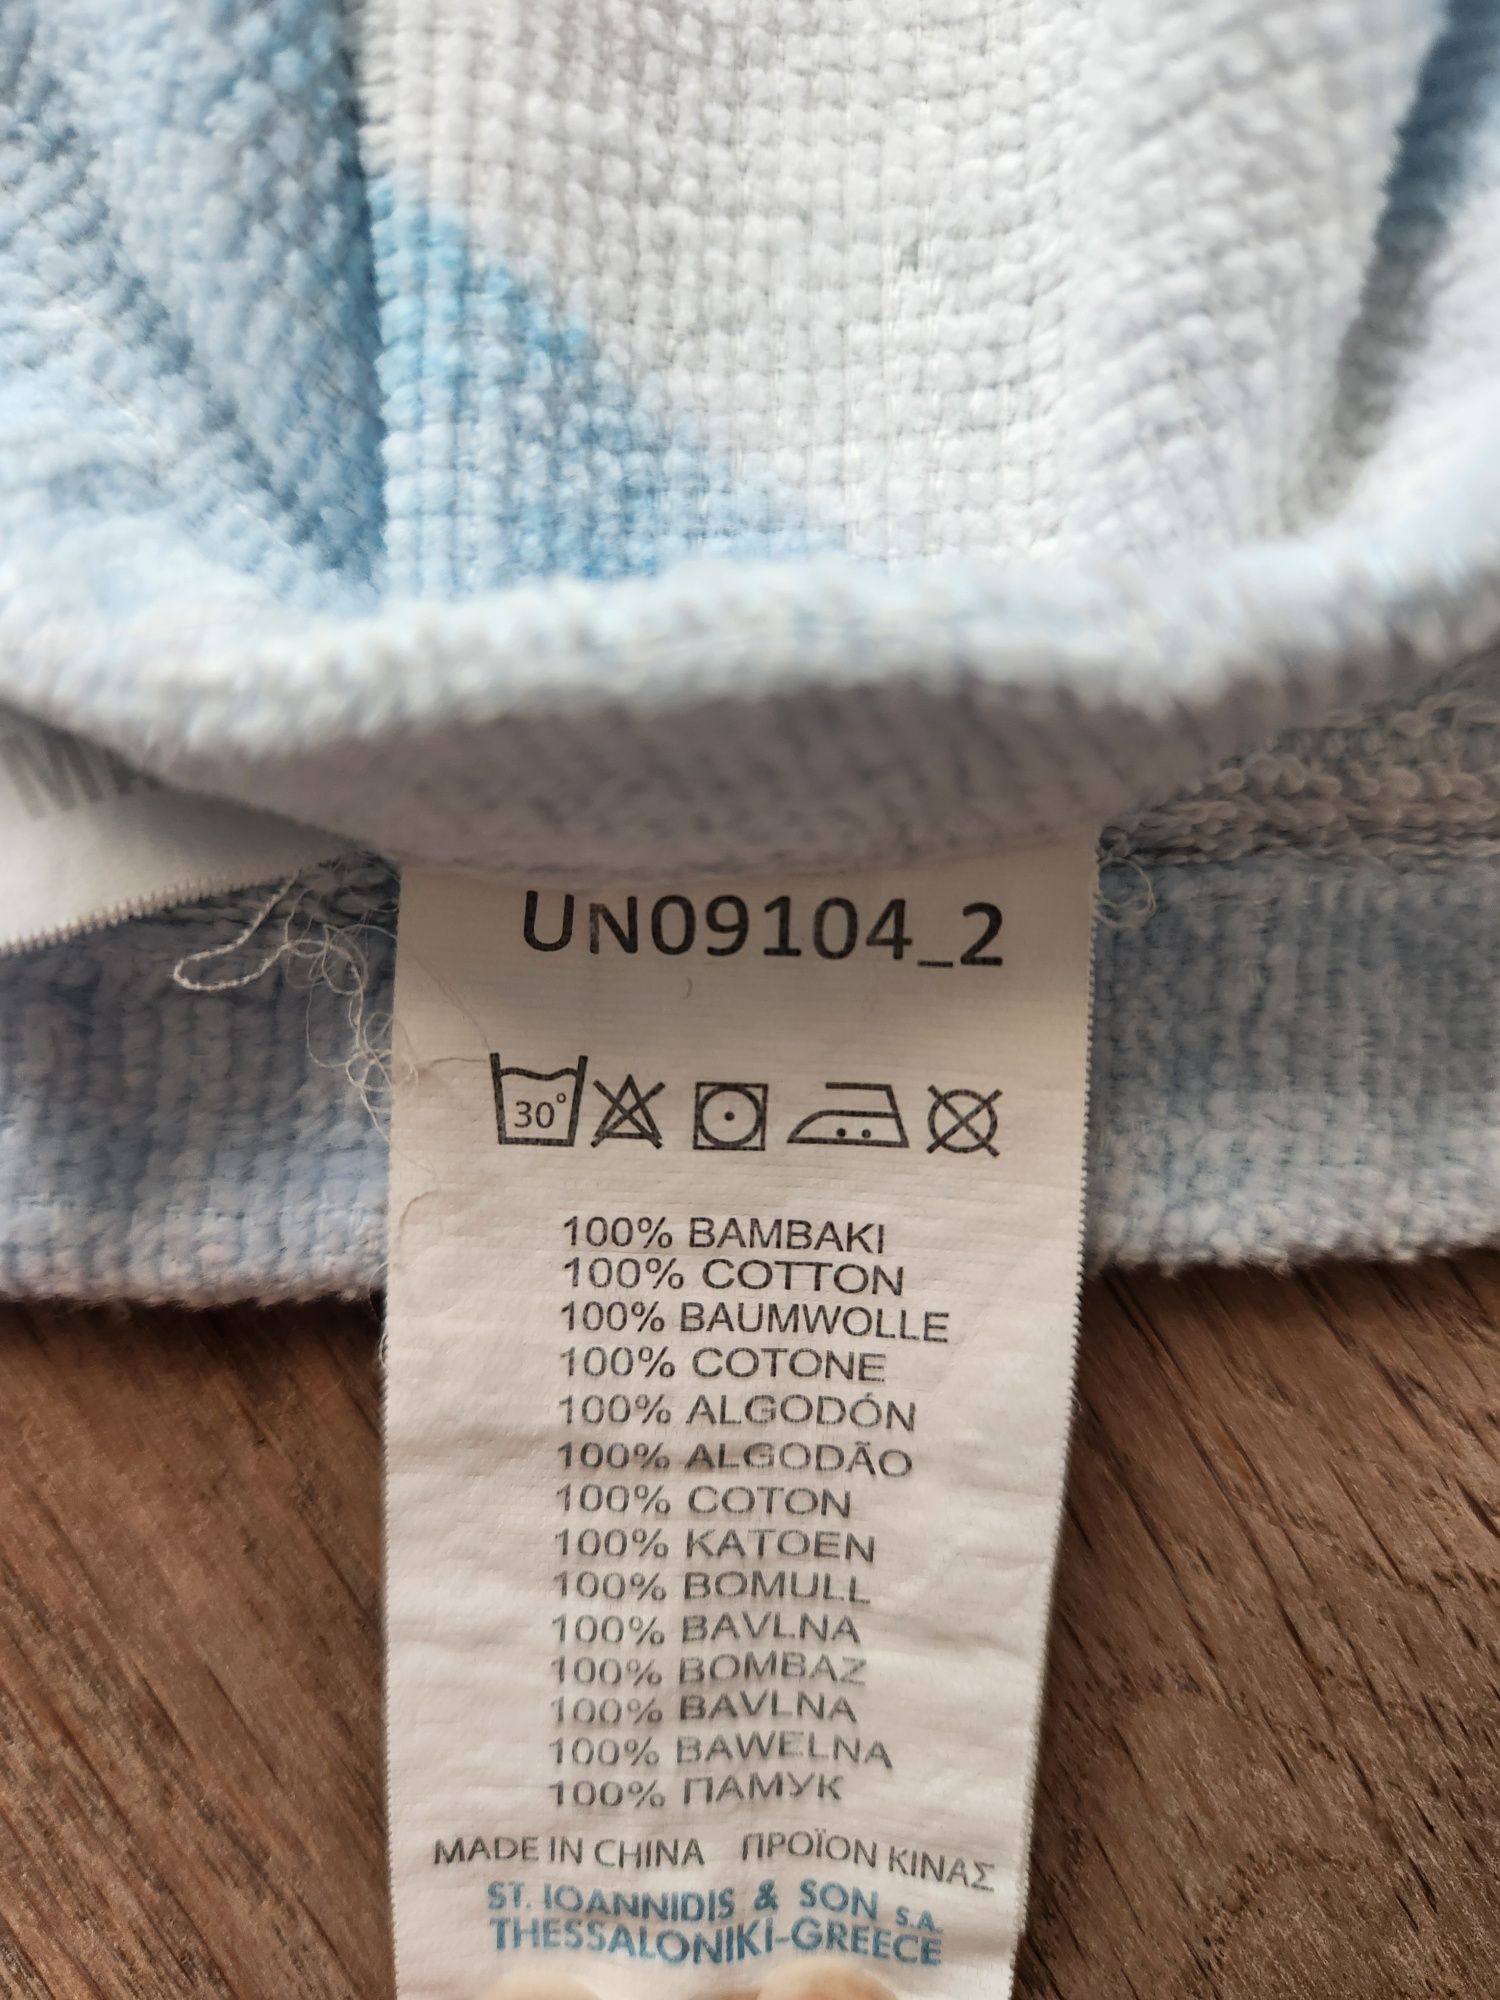 UN09104_2
30°
100% BAMBAKI
100% COTTON
100% BAUMWOLLE
100% COTONE
100% ALGODÓN
100% ALGODÃO
100% COTON
100% KATOEN
100% BOMULL
100% BAVLNA
100% BOMBAZ
100% BAVLNA
100% BAWELNA
100% ПАМУК
MADE IN CHINA ΠΡΟΪΟΝ ΚΙΝΑΣ
ST. IOANNIDIS & SON S.A.
THESSALONIKI-GREECE